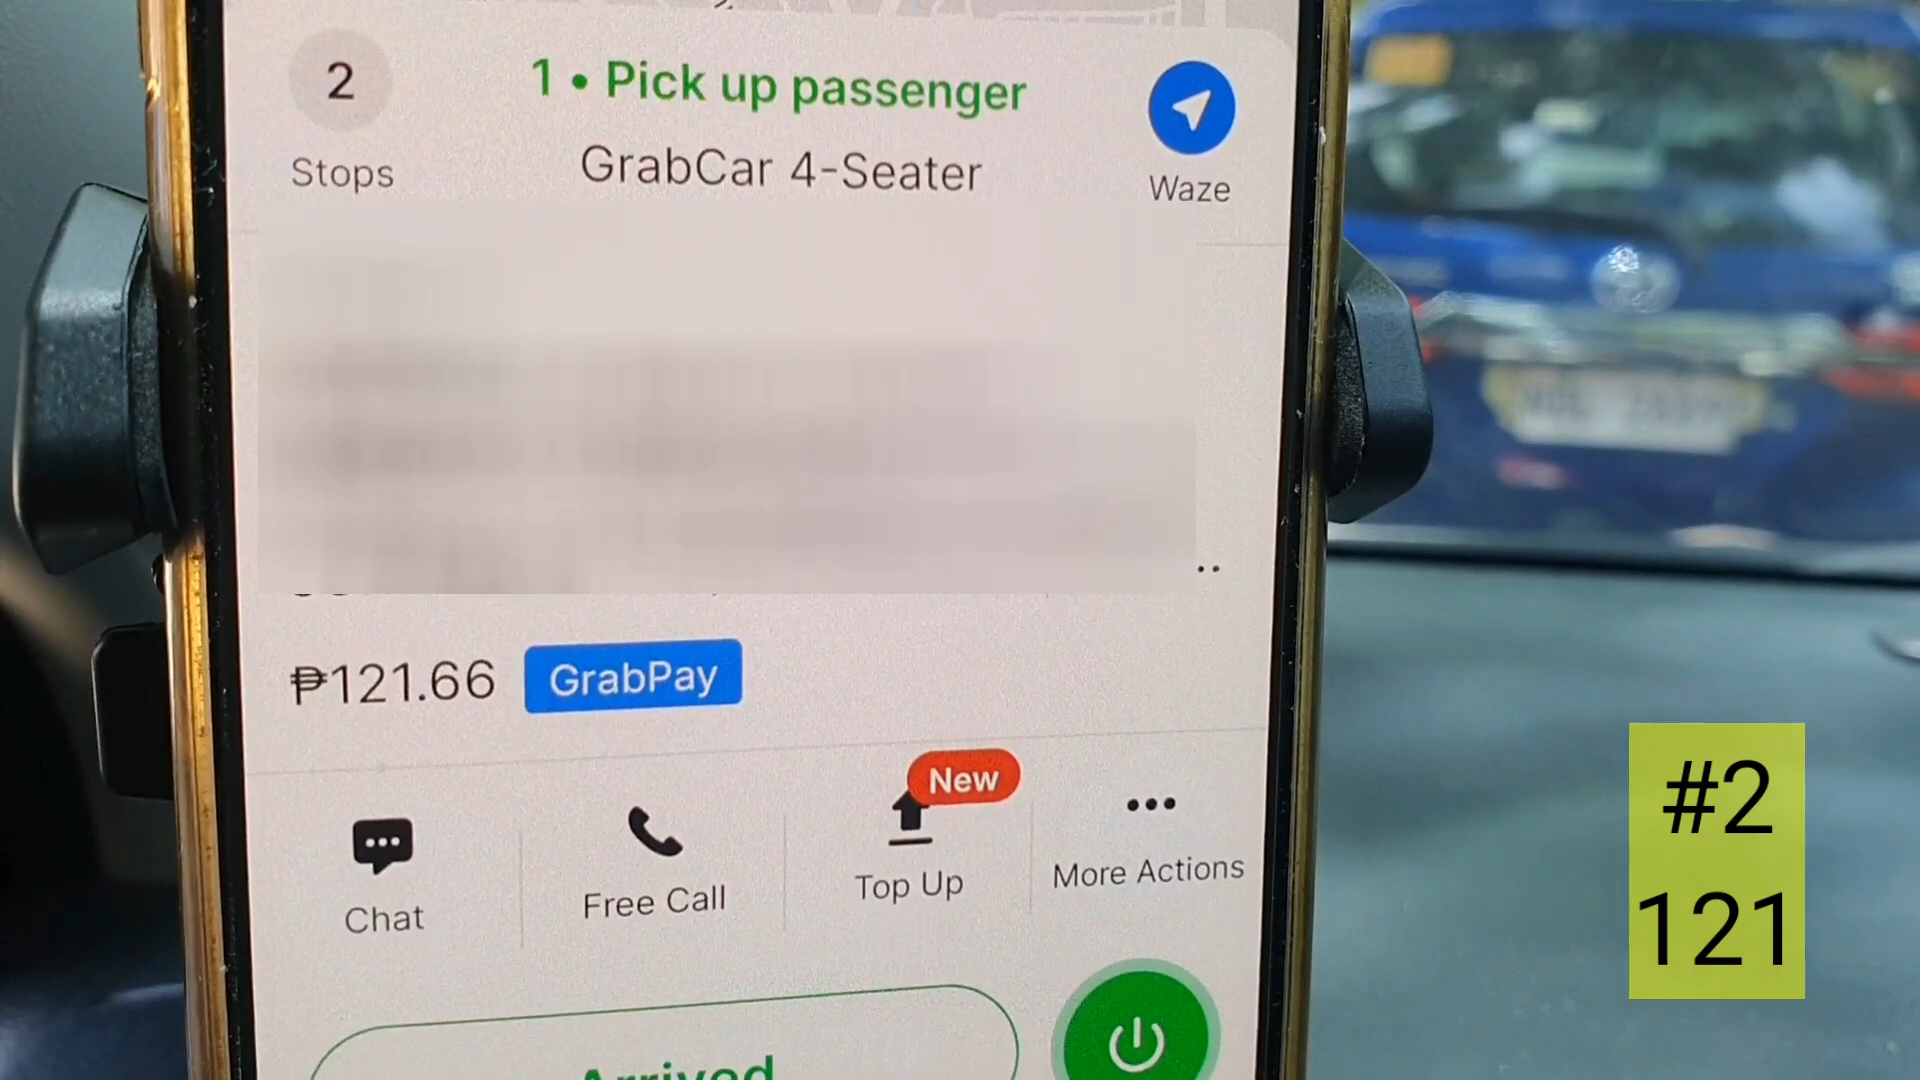 2
Stops
1 • Pick up passenger
GrabCar 4-Seater
Waze
₱121.66 GrabPay
Chat
Free Call
New
Top Up
More Actions
Arrived
#2
121